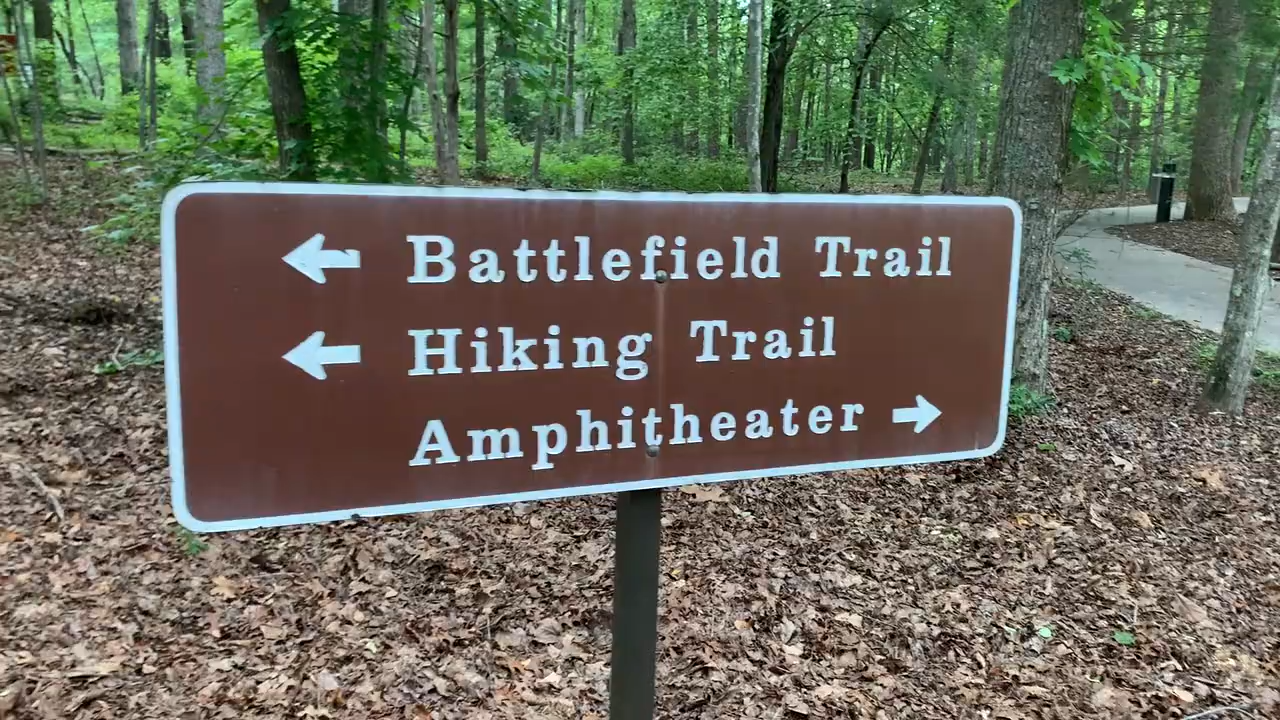 ← Battlefield Trail
← Hiking Trail
Amphitheater →